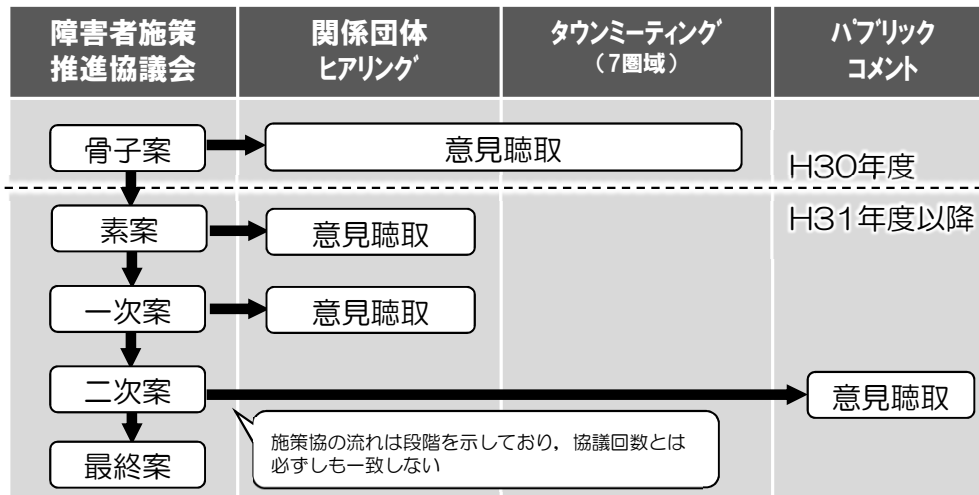 障害者施策
推進協議会
関係団体
ヒアリング
タウンミーティング
（7圏域）
パブリック
コメント
骨子案
意見聴取
H30年度
H31年度以降
素案
意見聴取
一次案
意見聴取
二次案
意見聴取
施策協の流れは段階を示しており，協議回数とは
必ずしも一致しない
最終案